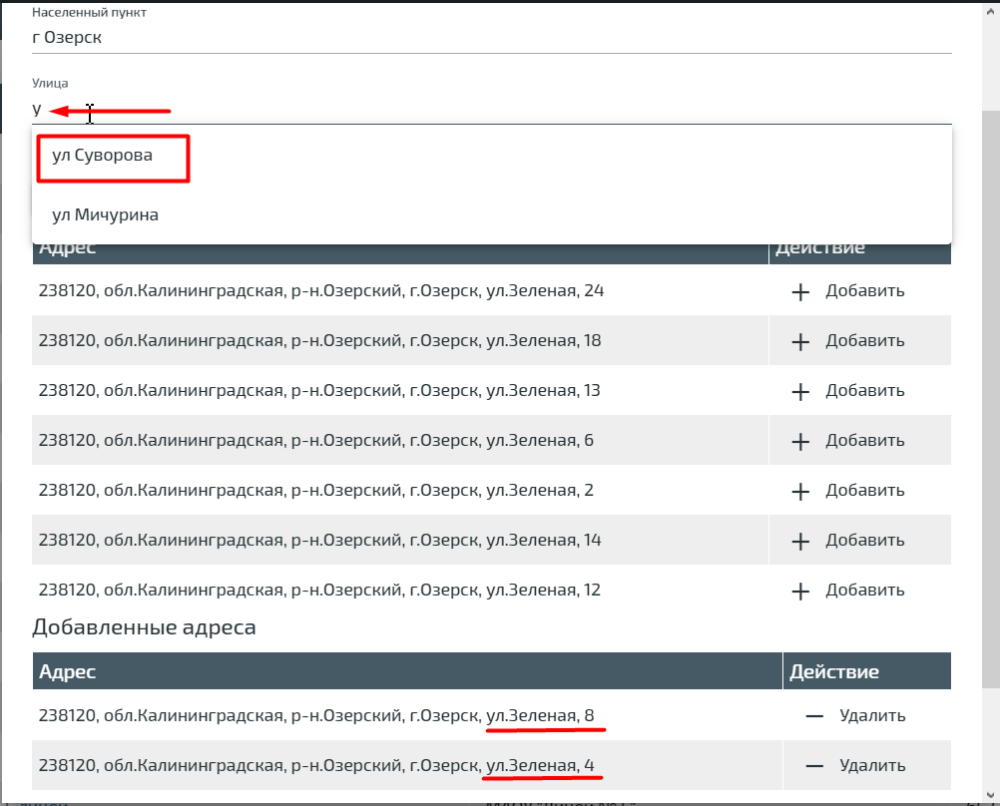 Населенный пункт
г Озерск
Улица
у
ул Суворова
ул Мичурина
Адрес Действие
238120, обл.Калининградская, р-н.Озерский, г.Озерск, ул.Зеленая, 24 + Добавить
238120, обл.Калининградская, р-н.Озерский, г.Озерск, ул.Зеленая, 18 + Добавить
238120, обл.Калининградская, р-н.Озерский, г.Озерск, ул.Зеленая, 13 + Добавить
238120, обл.Калининградская, р-н.Озерский, г.Озерск, ул.Зеленая, 6 + Добавить
238120, обл.Калининградская, р-н.Озерский, г.Озерск, ул.Зеленая, 2 + Добавить
238120, обл.Калининградская, р-н.Озерский, г.Озерск, ул.Зеленая, 14 + Добавить
238120, обл.Калининградская, р-н.Озерский, г.Озерск, ул.Зеленая, 12 + Добавить
Добавленные адреса
Адрес Действие
238120, обл.Калининградская, р-н.Озерский, г.Озерск, ул.Зеленая, 8 — Удалить
238120, обл.Калининградская, р-н.Озерский, г.Озерск, ул.Зеленая, 4 — Удалить